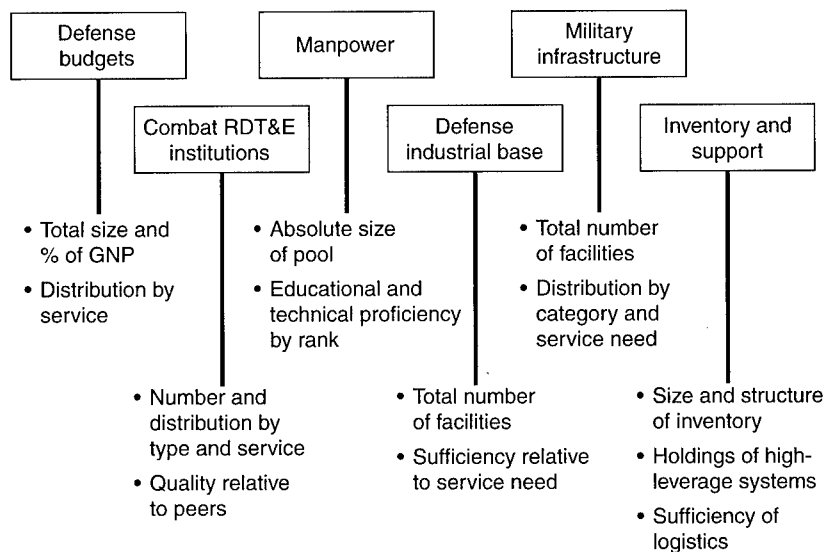 Defense
budgets
Manpower
Military
infrastructure
Combat RDT&E
institutions
Defense
industrial base
Inventory and
support
• Total size and
% of GNP
• Distribution by
service
• Absolute size
of pool
• Educational and
technical proficiency
by rank
• Total number
of facilities
• Distribution by
category and
service need
• Number and
distribution by
type and service
• Quality relative
to peers
• Total number
of facilities
• Sufficiency relative
to service need
• Size and structure
of inventory
• Holdings of high-
leverage systems
• Sufficiency of
logistics